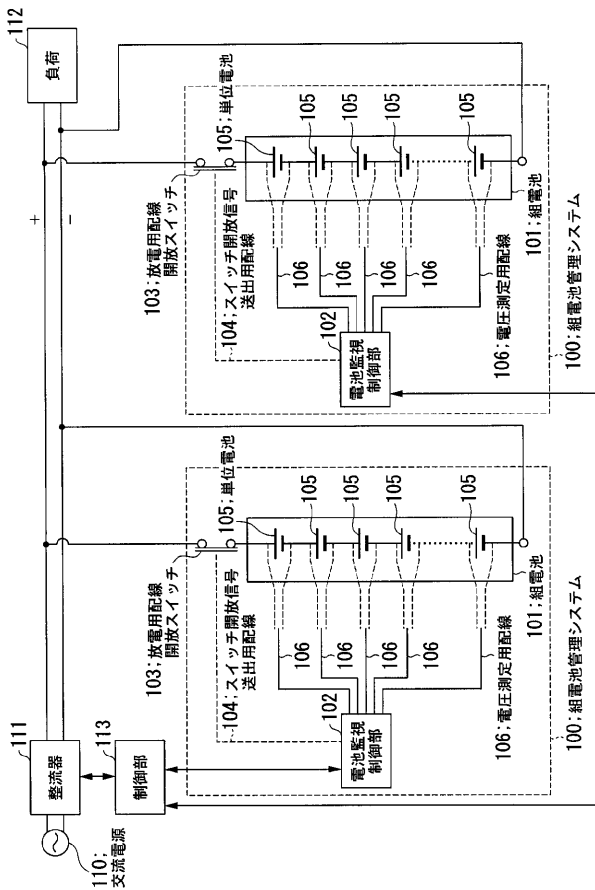 110;
交流電源
111
整流器
113
制御部
112
負荷
+
−
103;放電用配線
開放スイッチ
104;スイッチ開放信号
送出用配線
105;単位電池
105
105
105
105
102
電池監視
制御部
106
106
106
106
106;電圧測定用配線
101;組電池
100;組電池管理システム
103;放電用配線
開放スイッチ
104;スイッチ開放信号
送出用配線
105;単位電池
105
105
105
105
102
電池監視
制御部
106
106
106
106
106;電圧測定用配線
101;組電池
100;組電池管理システム